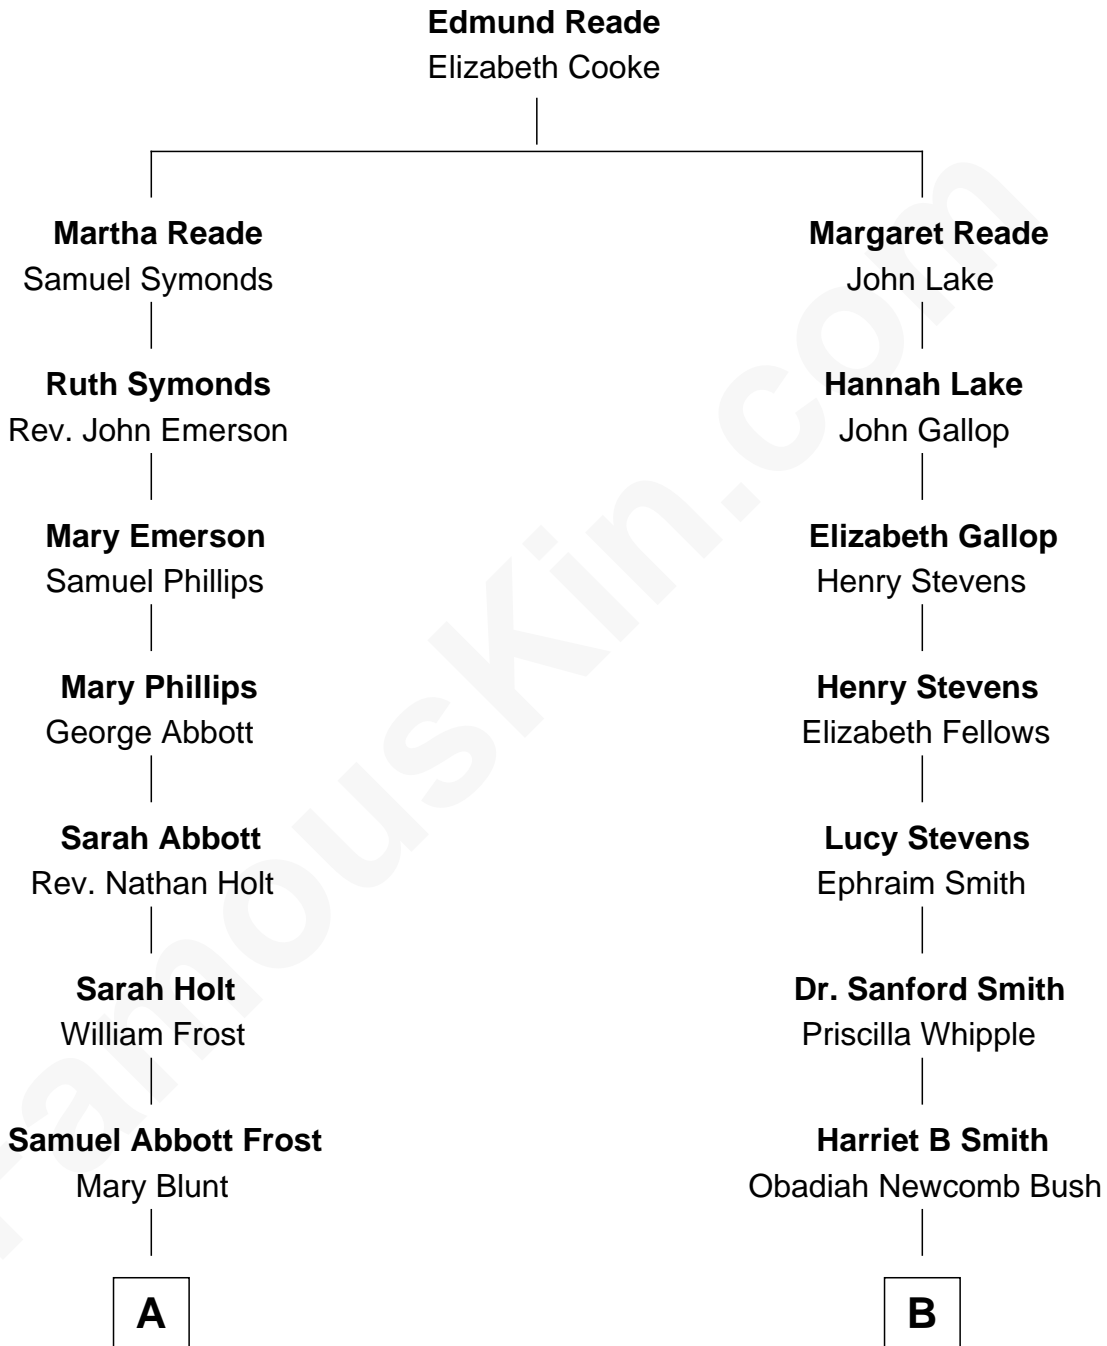 Edmund Reade
Elizabeth Cooke
Martha Reade
Samuel Symonds
Margaret Reade
John Lake
Ruth Symonds
Rev. John Emerson
Hannah Lake
John Gallop
Mary Emerson
Samuel Phillips
Elizabeth Gallop
Henry Stevens
Mary Phillips
George Abbott
Henry Stevens
Elizabeth Fellows
Sarah Abbott
Rev. Nathan Holt
Lucy Stevens
Ephraim Smith
Sarah Holt
William Frost
Dr. Sanford Smith
Priscilla Whipple
Samuel Abbott Frost
Mary Blunt
Harriet B Smith
Obadiah Newcomb Bush
A
B
FamousKin.com